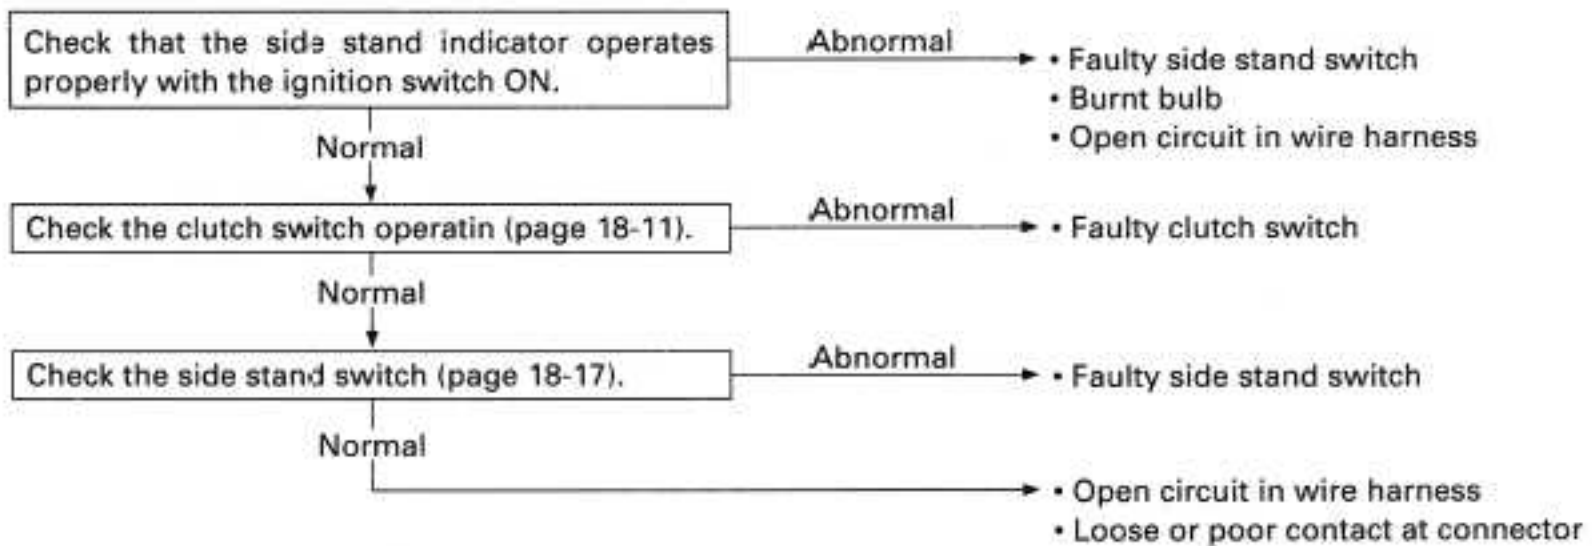 Check that the side stand indicator operates
properly with the ignition switch ON.
Abnormal
• Faulty side stand switch
• Burnt bulb
• Open circuit in wire harness
Normal
Check the clutch switch operatin (page 18-11).
Abnormal
• Faulty clutch switch
Normal
Check the side stand switch (page 18-17).
Abnormal
• Faulty side stand switch
Normal
• Open circuit in wire harness
• Loose or poor contact at connector